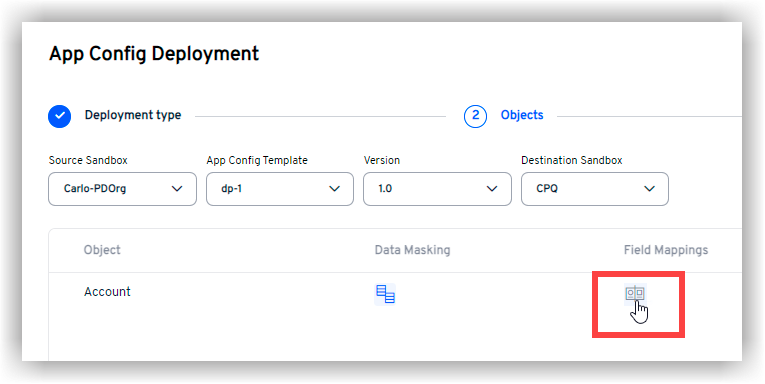 App Config Deployment
Deployment type
2 Objects
Source Sandbox App Config Template Version Destination Sandbox
Carlo-PDOrg dp-1 1.0 CPQ
Object Data Masking Field Mappings
Account